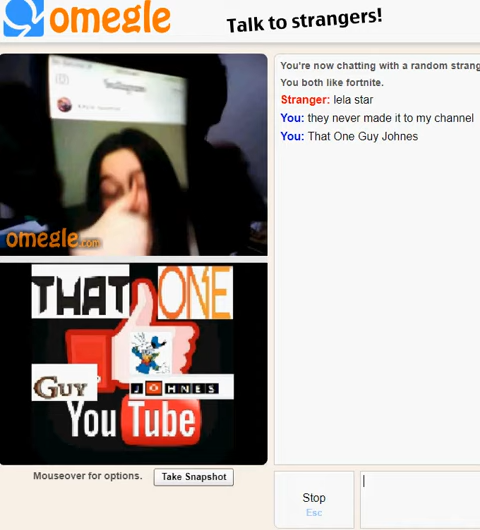 omegle
Talk to strangers!
You're now chatting with a random strang
You both like fortnite.
Stranger: lela star
You: they never made it to my channel
You: That One Guy Johnes
omegle.com
THAT ONE
GUY JOHNES
You Tube
Mouseover for options.
Take Snapshot
Stop
Esc